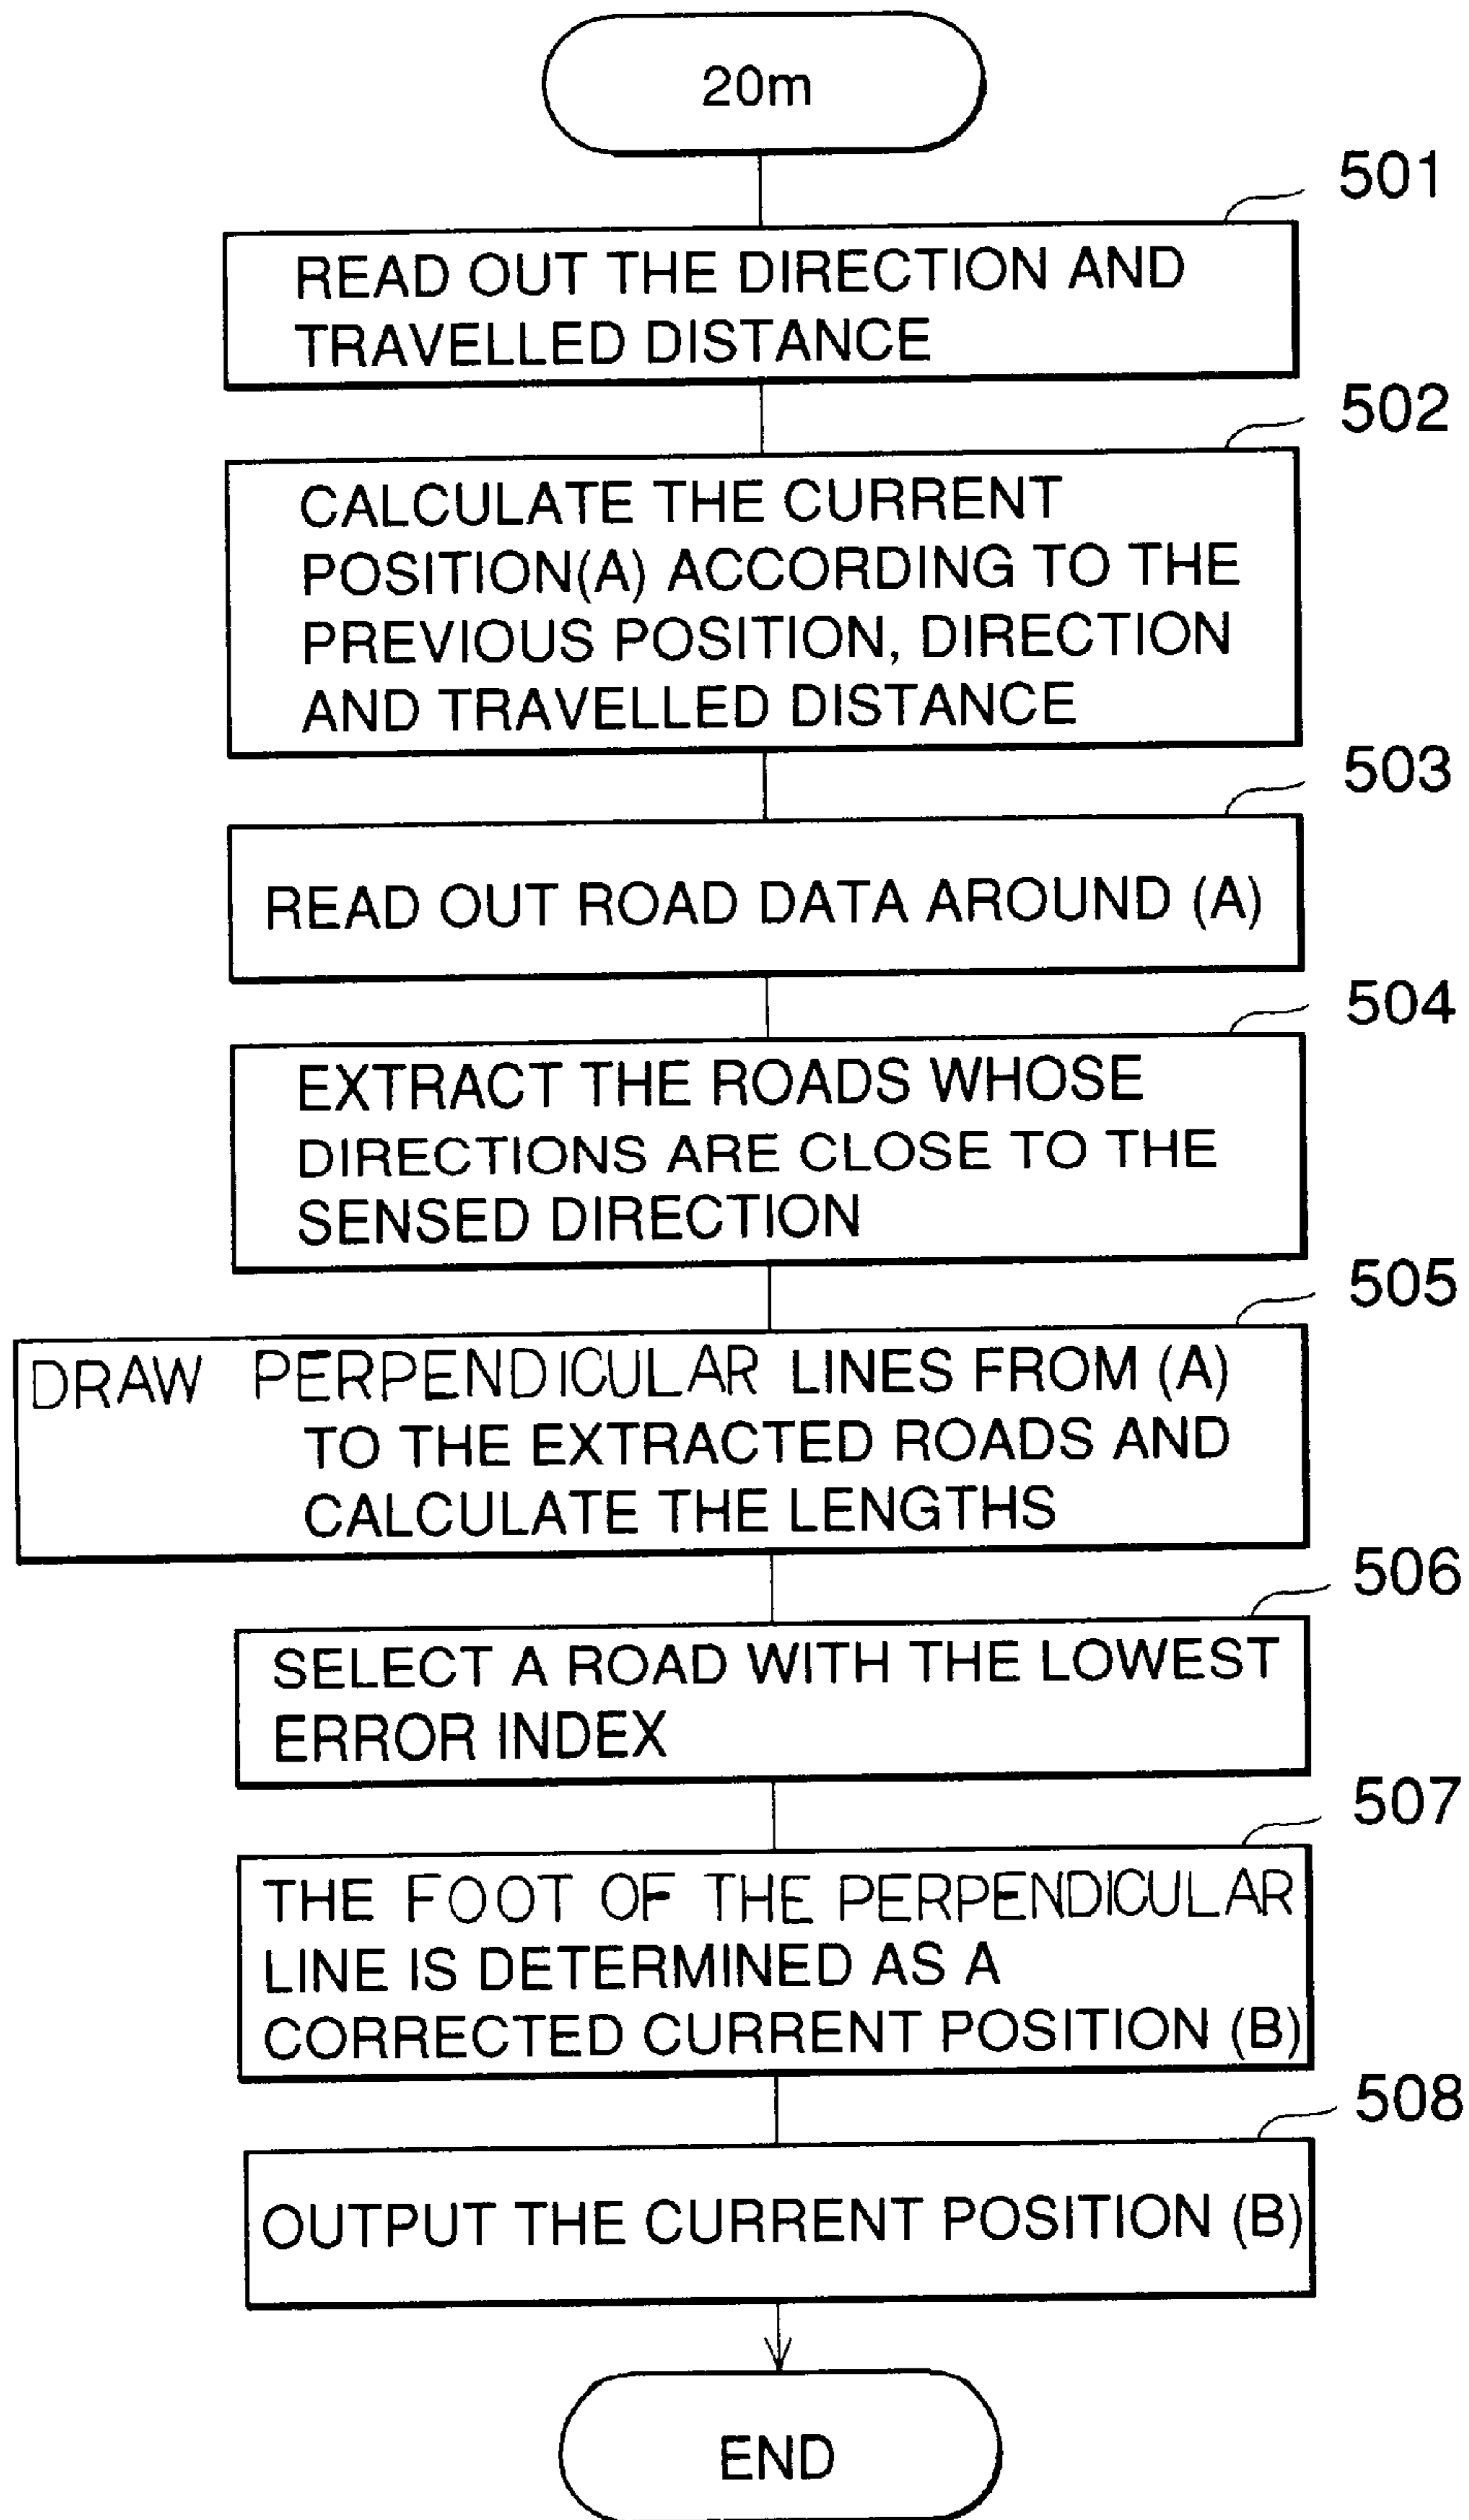 20m
501
READ OUT THE DIRECTION AND
TRAVELLED DISTANCE
502
CALCULATE THE CURRENT
POSITION(A) ACCORDING TO THE
PREVIOUS POSITION, DIRECTION
AND TRAVELLED DISTANCE
503
READ OUT ROAD DATA AROUND (A)
504
EXTRACT THE ROADS WHOSE
DIRECTIONS ARE CLOSE TO THE
SENSED DIRECTION
505
DRAW PERPENDICULAR LINES FROM (A)
TO THE EXTRACTED ROADS AND
CALCULATE THE LENGTHS
506
SELECT A ROAD WITH THE LOWEST
ERROR INDEX
507
THE FOOT OF THE PERPENDICULAR
LINE IS DETERMINED AS A
CORRECTED CURRENT POSITION (B)
508
OUTPUT THE CURRENT POSITION (B)
END